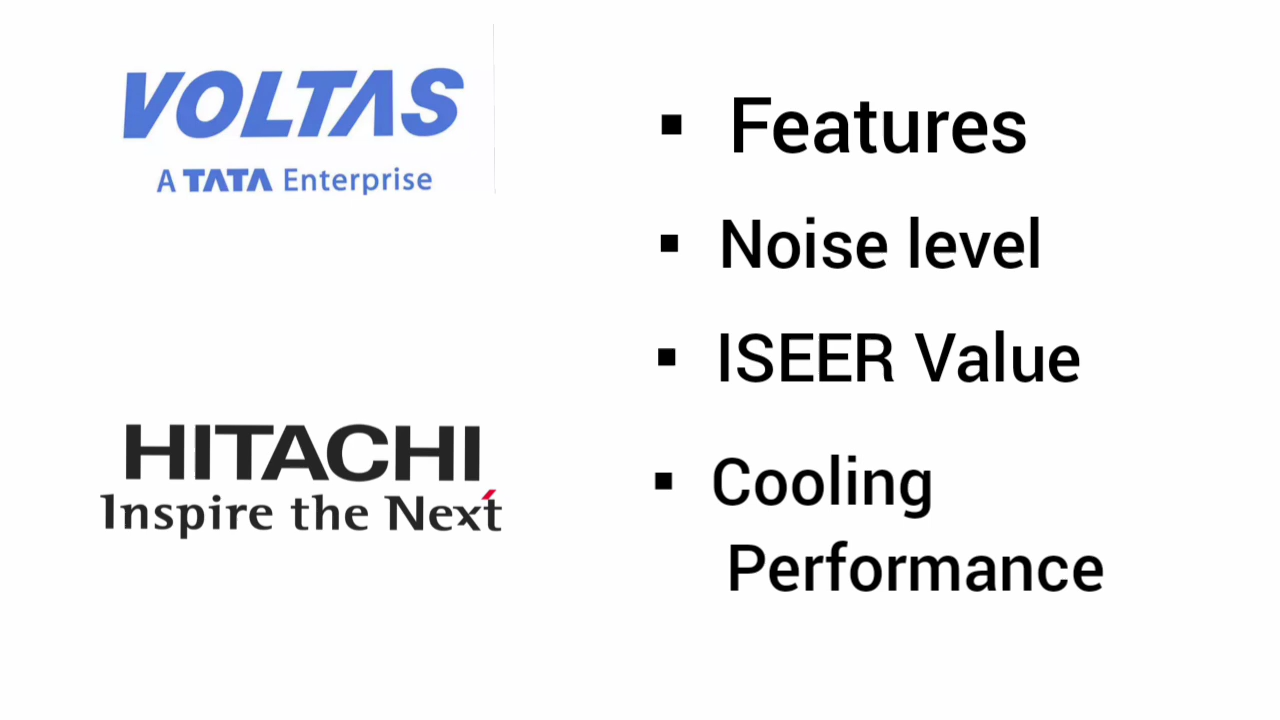 VOLTAS
A TATA Enterprise
HITACHI
Inspire the Next
▪ Features
▪ Noise level
▪ ISEER Value
▪ Cooling
Performance